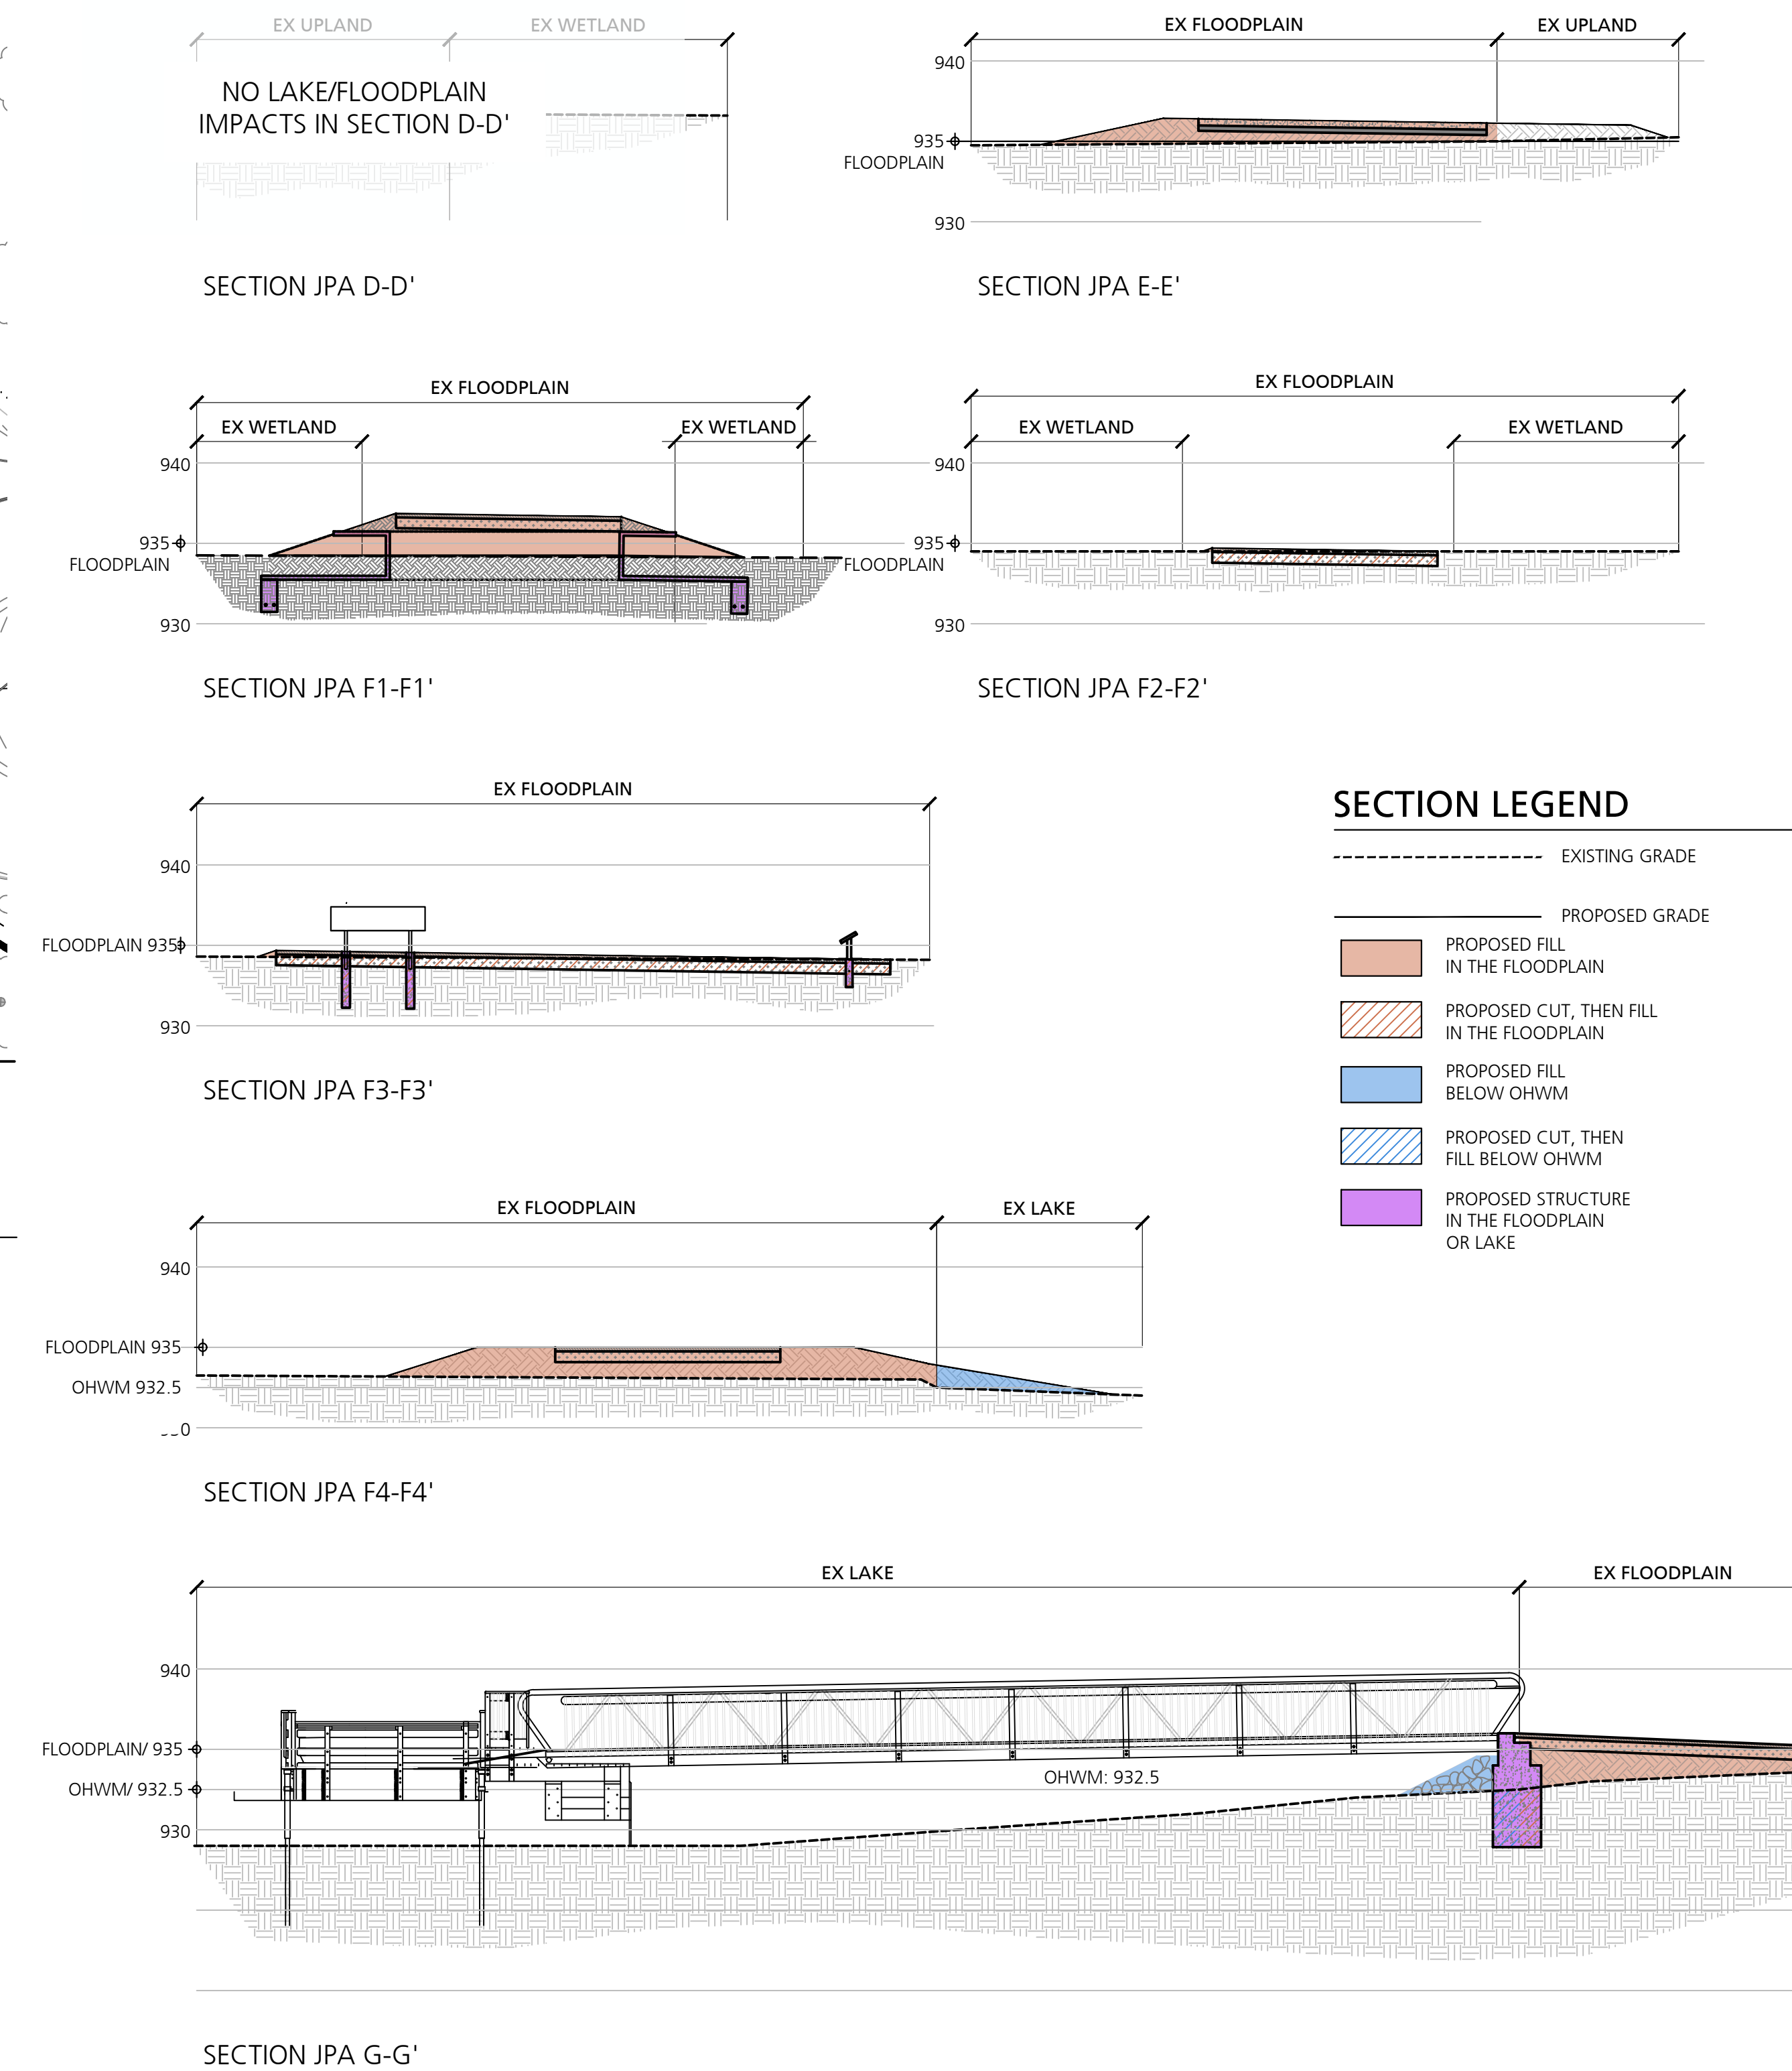 EX UPLAND
EX WETLAND
NO LAKE/FLOODPLAIN
IMPACTS IN SECTION D-D'
SECTION JPA D-D'
EX FLOODPLAIN
EX UPLAND
940
935
FLOODPLAIN
930
SECTION JPA E-E'
EX FLOODPLAIN
EX WETLAND
EX WETLAND
940
935
FLOODPLAIN
930
SECTION JPA F1-F1'
EX FLOODPLAIN
EX WETLAND
EX WETLAND
940
935
FLOODPLAIN
930
SECTION JPA F2-F2'
EX FLOODPLAIN
940
FLOODPLAIN 935
930
SECTION JPA F3-F3'
SECTION LEGEND
EXISTING GRADE
PROPOSED GRADE
PROPOSED FILL
IN THE FLOODPLAIN
PROPOSED CUT, THEN FILL
IN THE FLOODPLAIN
PROPOSED FILL
BELOW OHWM
PROPOSED CUT, THEN
FILL BELOW OHWM
PROPOSED STRUCTURE
IN THE FLOODPLAIN
OR LAKE
EX FLOODPLAIN
EX LAKE
940
FLOODPLAIN 935
OHWM 932.5
SECTION JPA F4-F4'
EX LAKE
EX FLOODPLAIN
940
FLOODPLAIN/ 935
OHWM/ 932.5
OHWM: 932.5
930
SECTION JPA G-G'